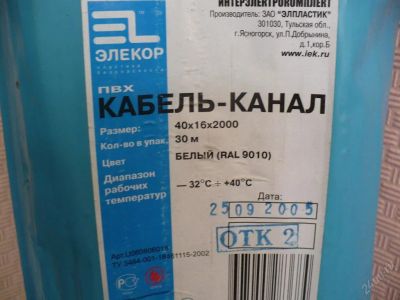 ИНТЕРЭЛЕКТРОКОМПЛЕКТ
Производитель: ЗАО "ЭЛПЛАСТИК"
301030, Тульская обл.,
г.Ясногорск, ул.П.Добрынина,
д.1,кор.Б
www.iek.ru
ЭЛЕКОР
ПВХ
КАБЕЛЬ-КАНАЛ
Размер: 40х16х2000
Кол-во в упак. 30 м
Цвет БЕЛЫЙ (RAL 9010)
Диапазон
рабочих
температур
— 32°C ÷ +40°C
Дата:
25 09 2005
ОТК 2